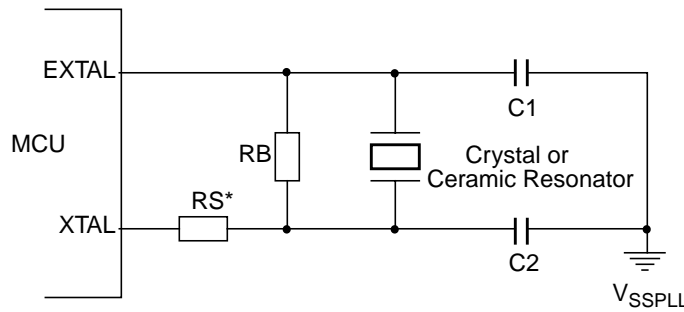 EXTAL
C1
MCU
RB
Crystal or
Ceramic Resonator
RS*
XTAL
C2
VSSPLL